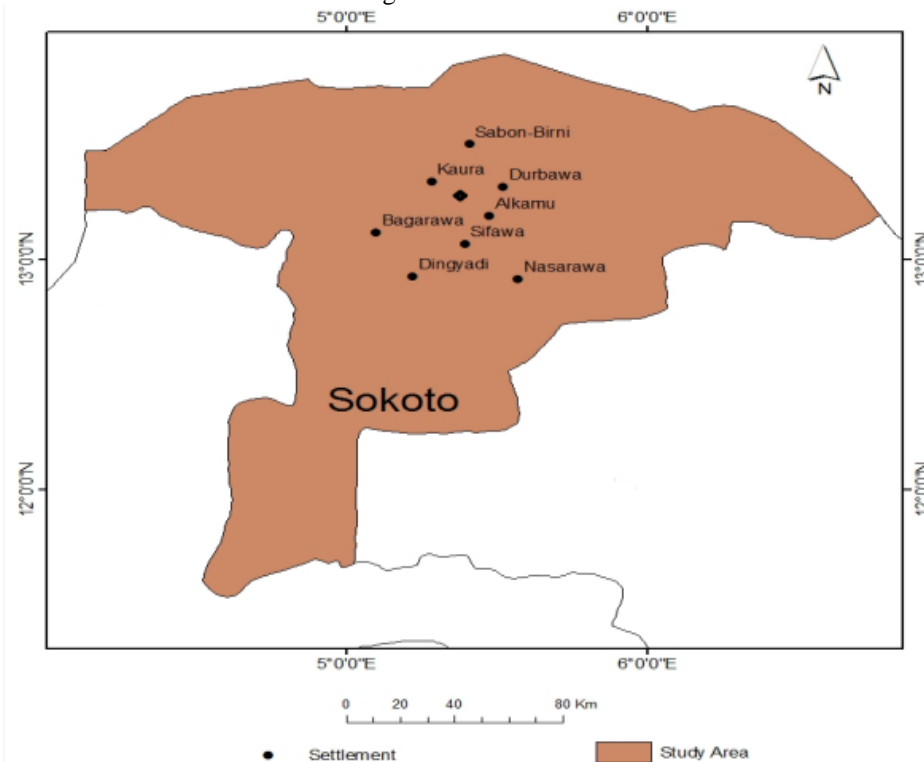 5°0'0"E 6°0'0"E
N
Sabon-Birni
Kaura
Durbawa
Alkamu
Bagarawa
Sifawa
Dingyadi
Nasarawa
13°0'0"N 13°0'0"N
Sokoto
12°0'0"N 12°0'0"N
5°0'0"E 6°0'0"E
0 20 40 80 Km
Settlement Study Area